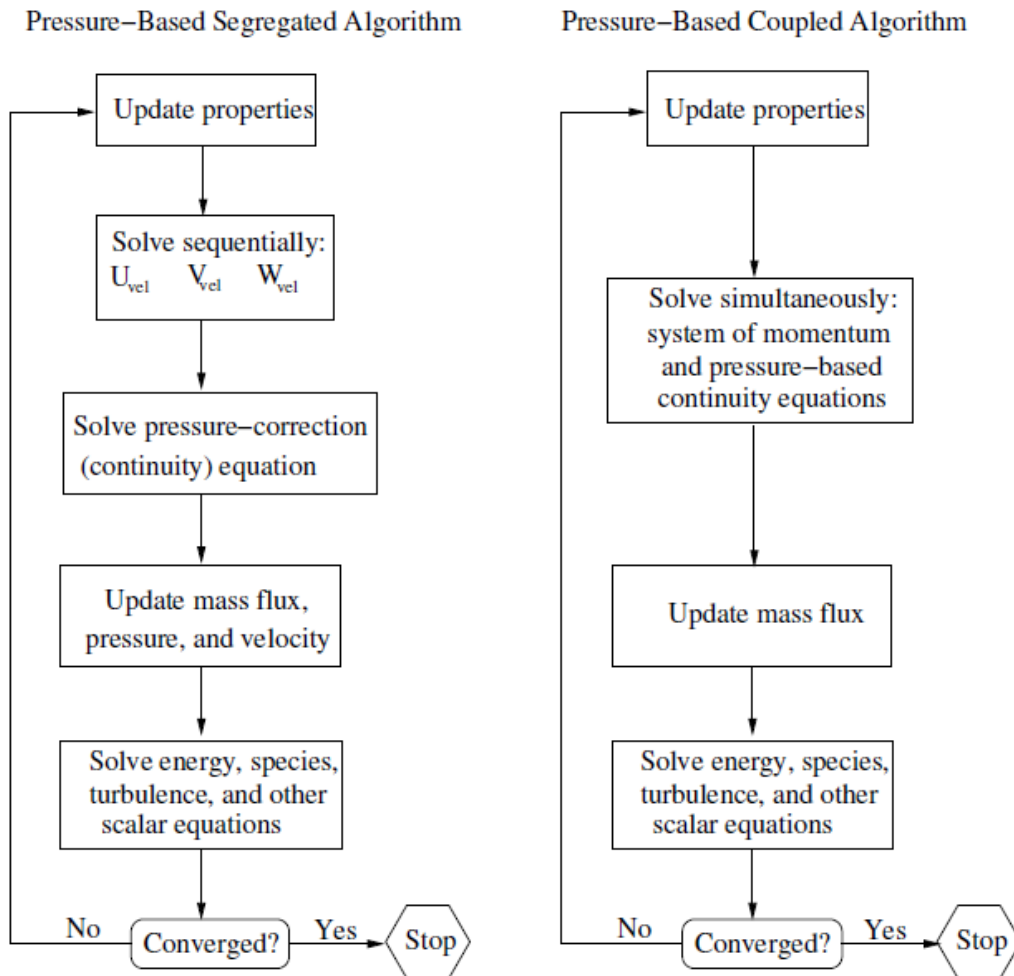 Pressure−Based Segregated Algorithm
Update properties
Solve sequentially:
U_vel V_vel W_vel
Solve pressure−correction
(continuity) equation
Update mass flux,
pressure, and velocity
Solve energy, species,
turbulence, and other
scalar equations
No
Converged?
Yes
Stop
Pressure−Based Coupled Algorithm
Update properties
Solve simultaneously:
system of momentum
and pressure−based
continuity equations
Update mass flux
Solve energy, species,
turbulence, and other
scalar equations
No
Converged?
Yes
Stop